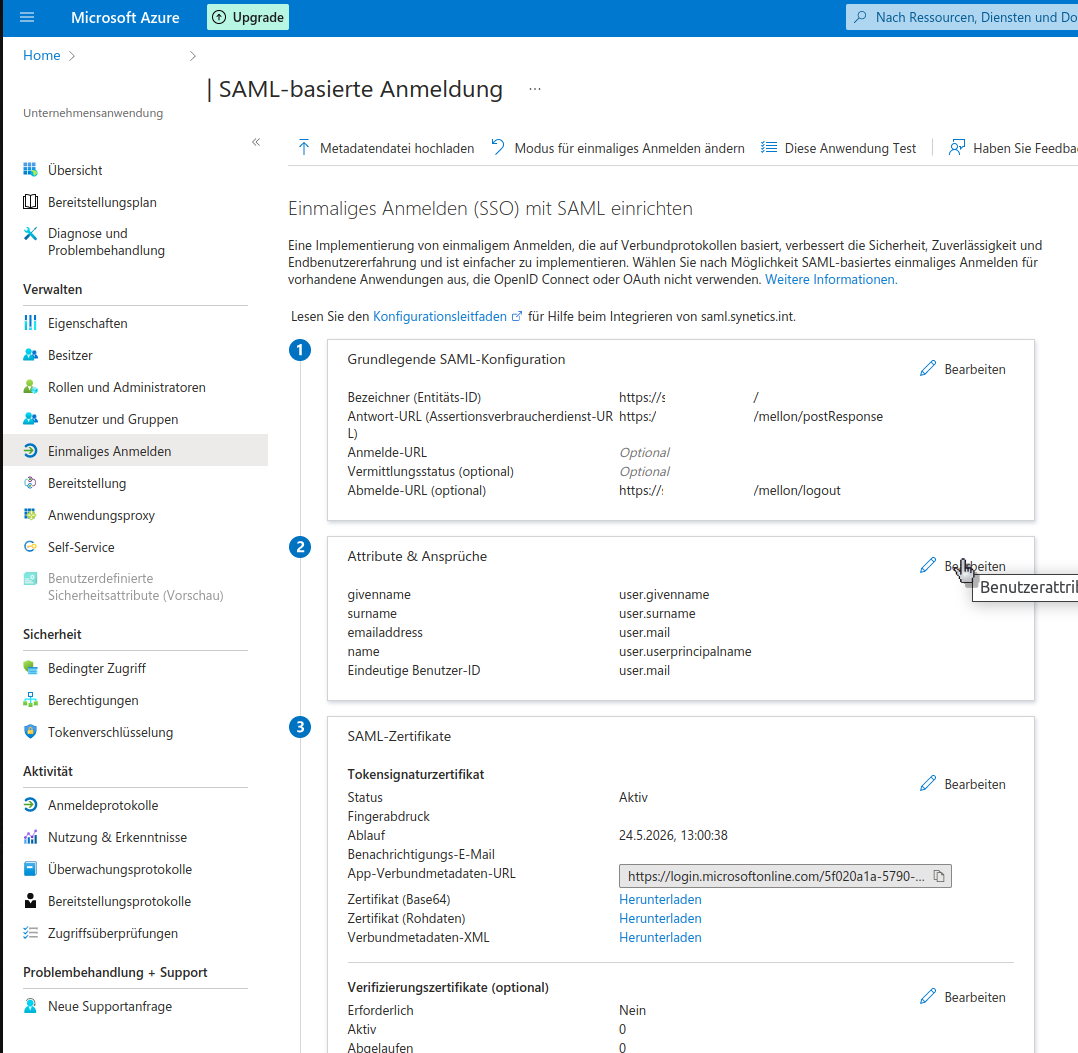 Microsoft Azure
Upgrade
Nach Ressourcen, Diensten und Do
Home
| SAML-basierte Anmeldung ...
Unternehmensanwendung
«
Übersicht
Bereitstellungsplan
Diagnose und
Problembehandlung
Verwalten
Eigenschaften
Besitzer
Rollen und Administratoren
Benutzer und Gruppen
Einmaliges Anmelden
Bereitstellung
Anwendungsproxy
Self-Service
Benutzerdefinierte
Sicherheitsattribute (Vorschau)
Sicherheit
Bedingter Zugriff
Berechtigungen
Tokenverschlüsselung
Aktivität
Anmeldeprotokolle
Nutzung & Erkenntnisse
Überwachungsprotokolle
Bereitstellungsprotokolle
Zugriffsüberprüfungen
Problembehandlung + Support
Neue Supportanfrage
Metadatendatei hochladen
Modus für einmaliges Anmelden ändern
Diese Anwendung Test
Haben Sie Feedba
Einmaliges Anmelden (SSO) mit SAML einrichten
Eine Implementierung von einmaligem Anmelden, die auf Verbundprotokollen basiert, verbessert die Sicherheit, Zuverlässigkeit und
Endbenutzererfahrung und ist einfacher zu implementieren. Wählen Sie nach Möglichkeit SAML-basiertes einmaliges Anmelden für
vorhandene Anwendungen aus, die OpenID Connect oder OAuth nicht verwenden. Weitere Informationen.
Lesen Sie den Konfigurationsleitfaden für Hilfe beim Integrieren von saml.synetics.int.
1
Grundlegende SAML-Konfiguration
Bearbeiten
Bezeichner (Entitäts-ID) https://s /
Antwort-URL (Assertionsverbraucherdienst-UR https:/ /mellon/postResponse
L)
Anmelde-URL Optional
Vermittlungsstatus (optional) Optional
Abmelde-URL (optional) https://s /mellon/logout
2
Attribute & Ansprüche
Bearbeiten
Benutzerattri
givenname user.givenname
surname user.surname
emailaddress user.mail
name user.userprincipalname
Eindeutige Benutzer-ID user.mail
3
SAML-Zertifikate
Tokensignaturzertifikat
Bearbeiten
Status Aktiv
Fingerabdruck
Ablauf 24.5.2026, 13:00:38
Benachrichtigungs-E-Mail
App-Verbundmetadaten-URL https://login.microsoftonline.com/5f020a1a-5790-...
Zertifikat (Base64) Herunterladen
Zertifikat (Rohdaten) Herunterladen
Verbundmetadaten-XML Herunterladen
Verifizierungszertifikate (optional)
Bearbeiten
Erforderlich Nein
Aktiv 0
Abgelaufen 0